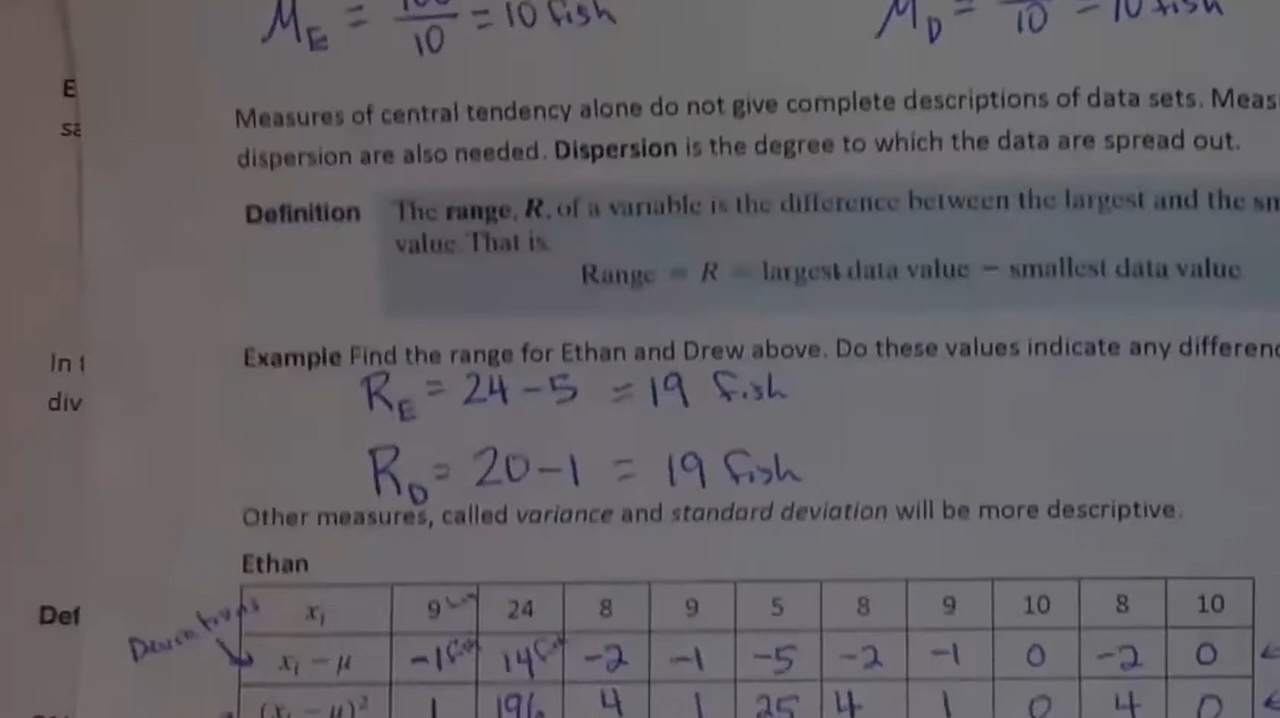 M_E = 100/10 = 10 fish M_D = /10 = 10 fish
E
Measures of central tendency alone do not give complete descriptions of data sets. Meas
sa
dispersion are also needed. Dispersion is the degree to which the data are spread out.
Definition The range, R, of a variable is the difference between the largest and the sm
value. That is
Range = R = largest data value − smallest data value
In
Example Find the range for Ethan and Drew above. Do these values indicate any differenc
div
R_E = 24 - 5 = 19 fish
R_D = 20 - 1 = 19 fish
Other measures, called variance and standard deviation will be more descriptive.
Ethan
Def
x_i 9 24 8 9 5 8 9 10 8 10
Deviations
x_i − μ -1 fish 14 fish -2 -1 -5 -2 -1 0 -2 0
(x_i − μ)² 1 196 4 1 25 4 1 0 4 0